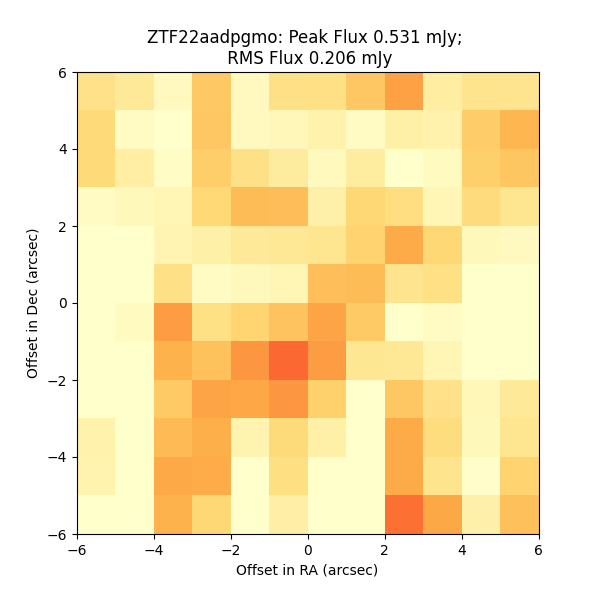 ZTF22aadpgmo: Peak Flux 0.531 mJy;
RMS Flux 0.206 mJy
6
4
2
0
−2
−4
−6
Offset in Dec (arcsec)
−6 −4 −2 0 2 4 6
Offset in RA (arcsec)